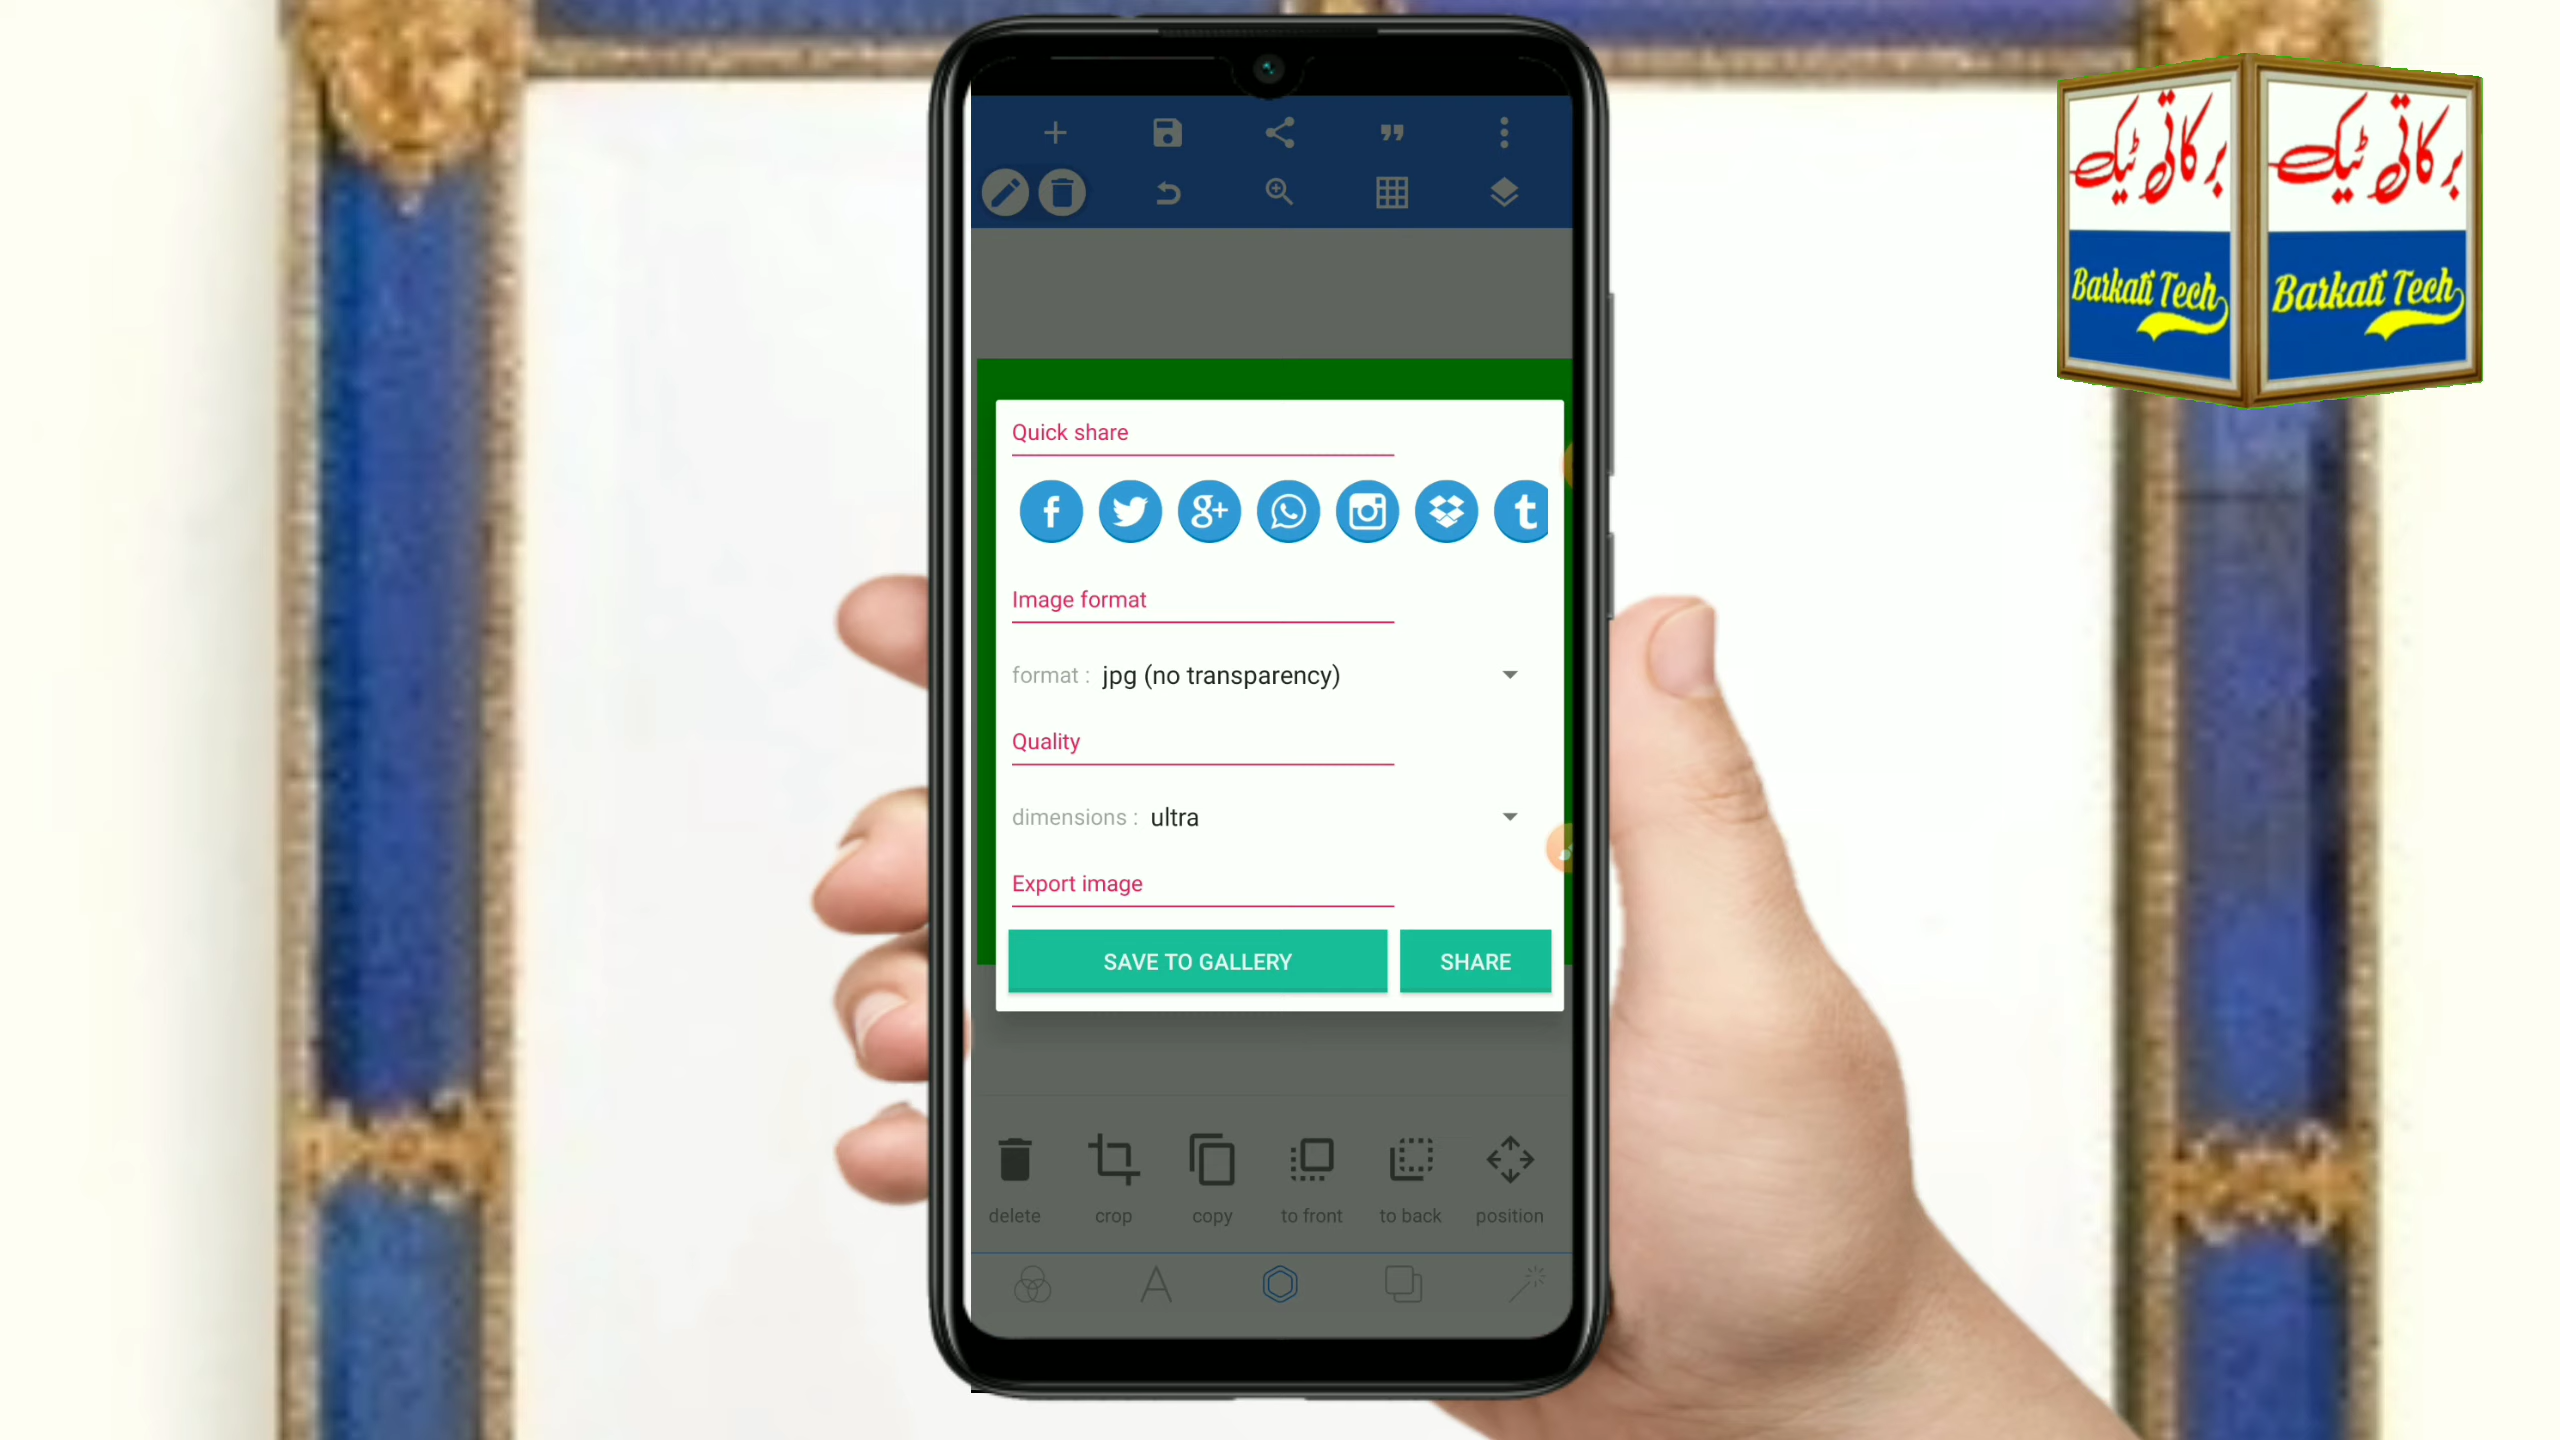 برکاتی ٹیک
برکاتی ٹیک
Barkati Tech
Barkati Tech
Quick share
Image format
format : jpg (no transparency)
Quality
dimensions : ultra
Export image
SAVE TO GALLERY SHARE
delete crop copy to front to back position